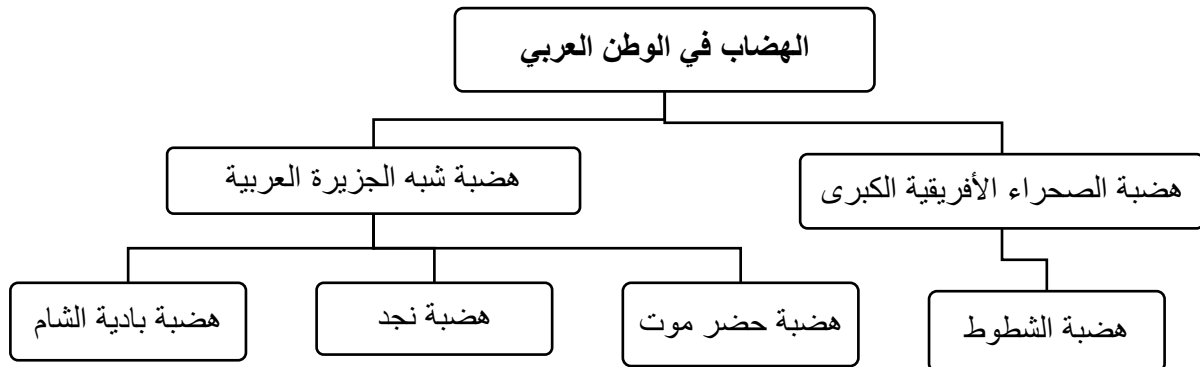 الهضاب في الوطن العربي
هضبة الصحراء الأفريقية الكبرى
هضبة شبه الجزيرة العربية
هضبة الشطوط
هضبة حضر موت
هضبة نجد
هضبة بادية الشام